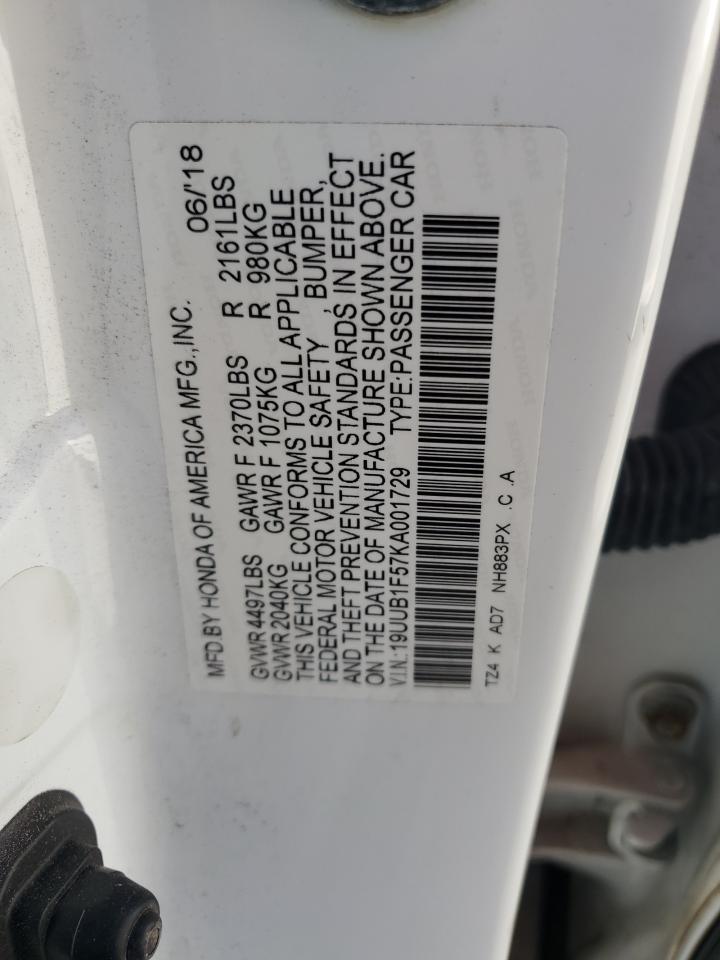 MFD.BY HONDA OF AMERICA MFG.,INC. 06/'18
GVWR 4497LBS GAWR F 2370LBS R 2161LBS
GVWR 2040KG GAWR F 1075KG R 980KG
THIS VEHICLE CONFORMS TO ALL APPLICABLE
FEDERAL MOTOR VEHICLE SAFETY , BUMPER,
AND THEFT PREVENTION STANDARDS IN EFFECT
ON THE DATE OF MANUFACTURE SHOWN ABOVE.
V.I.N.:19UUB1F57KA001729 TYPE:PASSENGER CAR
TZ4 K AD7 NH883PX .C .A